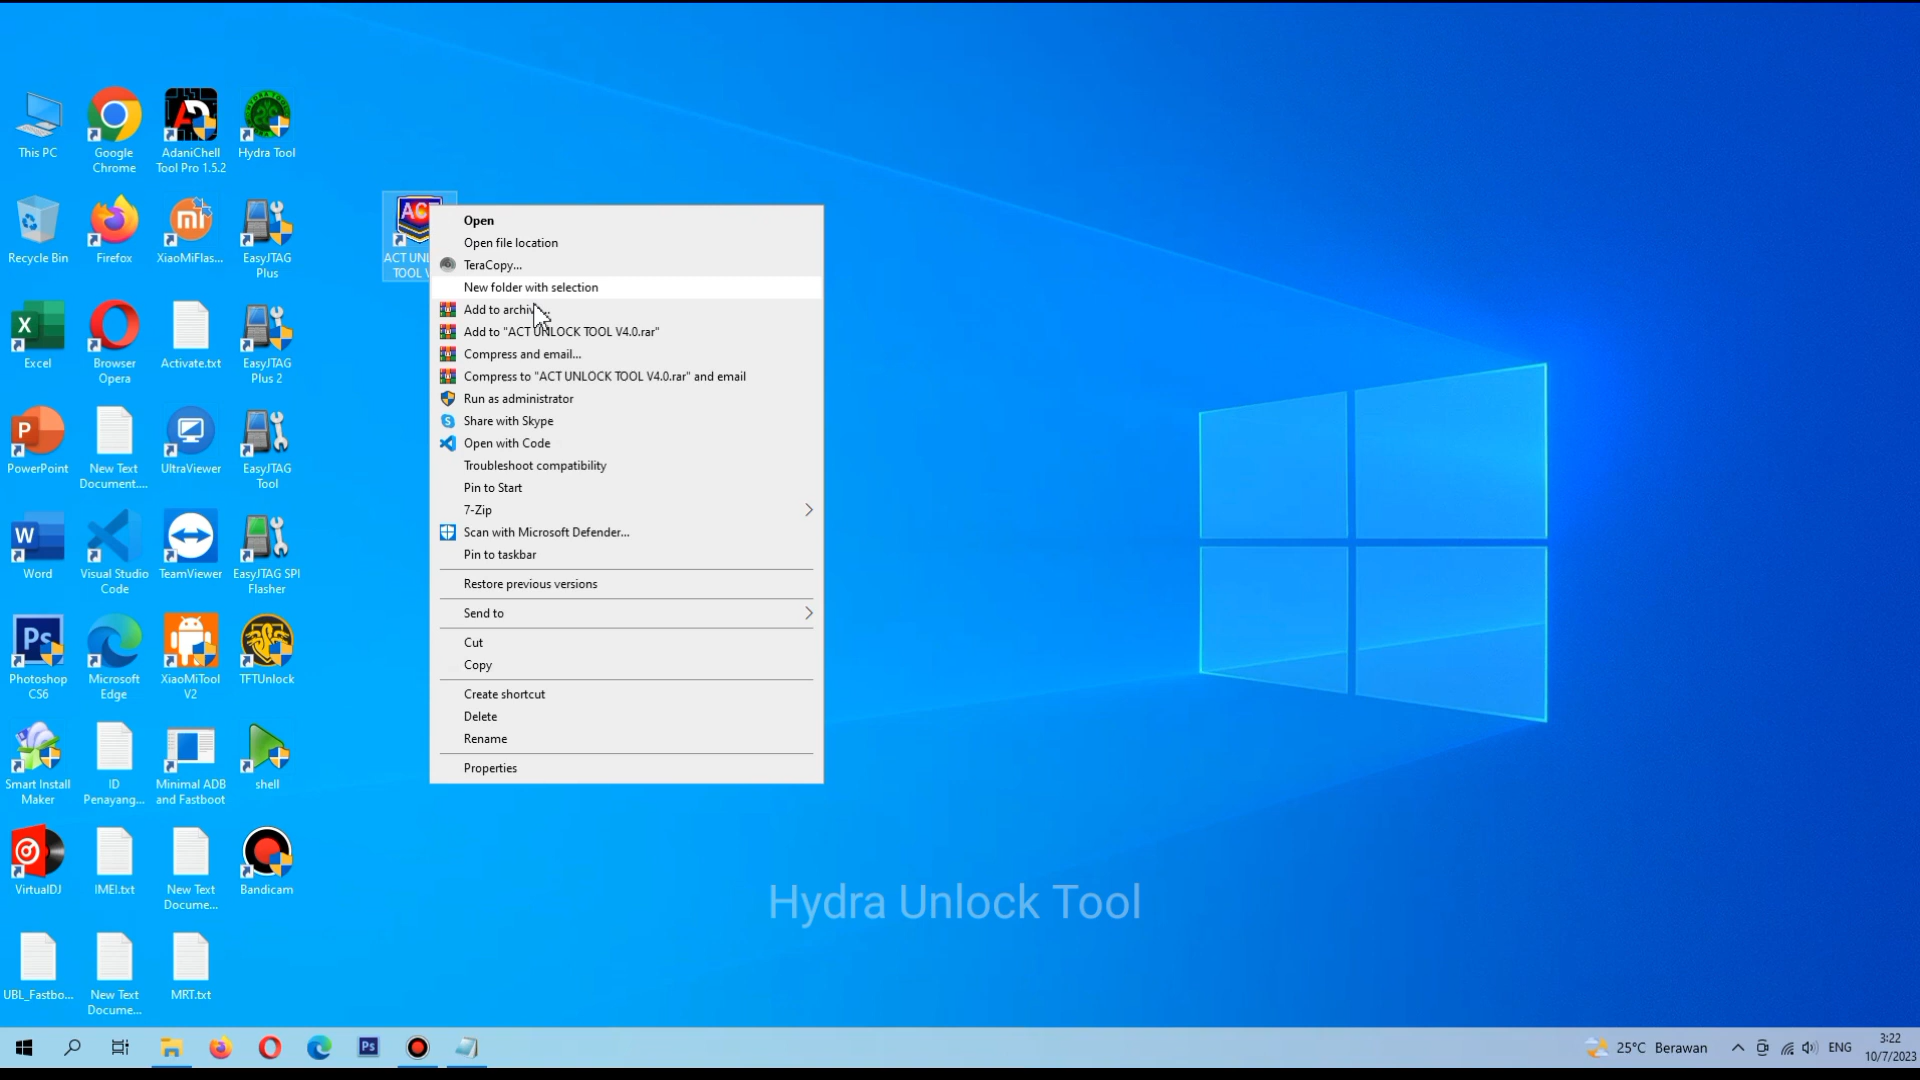 This PC
Google
Chrome
AdaniChell
Tool Pro 1.5.2
Hydra Tool
Recycle Bin
Firefox
XiaoMiFlas...
EasyJTAG
Plus
Excel
Browser
Opera
Activate.txt
EasyJTAG
Plus 2
PowerPoint
New Text
Document....
UltraViewer
EasyJTAG
Tool
Word
Visual Studio
Code
TeamViewer
EasyJTAG SPI
Flasher
Photoshop
CS6
Microsoft
Edge
XiaoMiTool
V2
TFTUnlock
Smart Install
Maker
ID
Penayang...
Minimal ADB
and Fastboot
shell
VirtualDJ
IMEI.txt
New Text
Docume...
Bandicam
UBL_Fastbo...
New Text
Docume...
MRT.txt
ACT
TOOL
Open
Open file location
TeraCopy...
New folder with selection
Add to archiv...
Add to "ACT UNLOCK TOOL V4.0.rar"
Compress and email...
Compress to "ACT UNLOCK TOOL V4.0.rar" and email
Run as administrator
Share with Skype
Open with Code
Troubleshoot compatibility
Pin to Start
7-Zip
Scan with Microsoft Defender...
Pin to taskbar
Restore previous versions
Send to
Cut
Copy
Create shortcut
Delete
Rename
Properties
Hydra Unlock Tool
25°C Berawan
ENG
3:22
10/7/2023